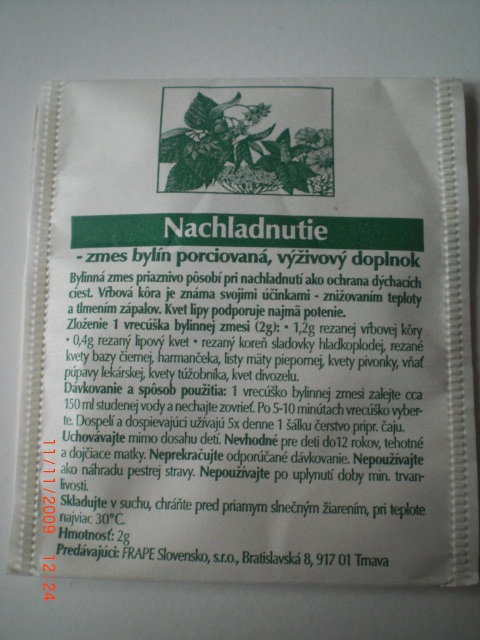 Nachladnutie
- zmes bylín porciovaná, výživový doplnok
Bylinná zmes priaznivo pôsobí pri nachladnutí ako ochrana dýchacích
ciest. Vŕbová kôra je známa svojimi účinkami - znižovaním teploty
a tlmením zápalov. Kvet lipy podporuje najmä potenie.
Zloženie 1 vrecúška bylinnej zmesi (2g): • 1,2g rezanej vŕbovej kôry
• 0,4g rezaný lipový kvet • rezaný koreň sladovky hladkoplodej, rezané
kvety bazy čiernej, harmančeka, listy mäty piepornej, kvety pivonky, vňať
púpavy lekárskej, kvety túžobníka, kvet divozelu.
Dávkovanie a spôsob použitia: 1 vrecúško bylinnej zmesi zalejte cca
150 ml studenej vody a nechajte zovrieť. Po 5-10 minútach vrecúško vyber-
te. Dospelí a dospievajúci užívajú 5x denne 1 šálku čerstvo pripr. čaju.
Uchovávajte mimo dosahu detí. Nevhodné pre deti do12 rokov, tehotné
a dojčiace matky. Neprekračujte odporúčané dávkovanie. Nepoužívajte
ako náhradu pestrej stravy. Nepoužívajte po uplynutí doby min. trvan-
livosti.
Skladujte v suchu, chráňte pred priamym slnečným žiarením, pri teplote
najviac 30°C.
Hmotnosť: 2g
Predávajúci: FRAPE Slovensko, s.r.o., Bratislavská 8, 917 01 Trnava
11/11/2009 12:24